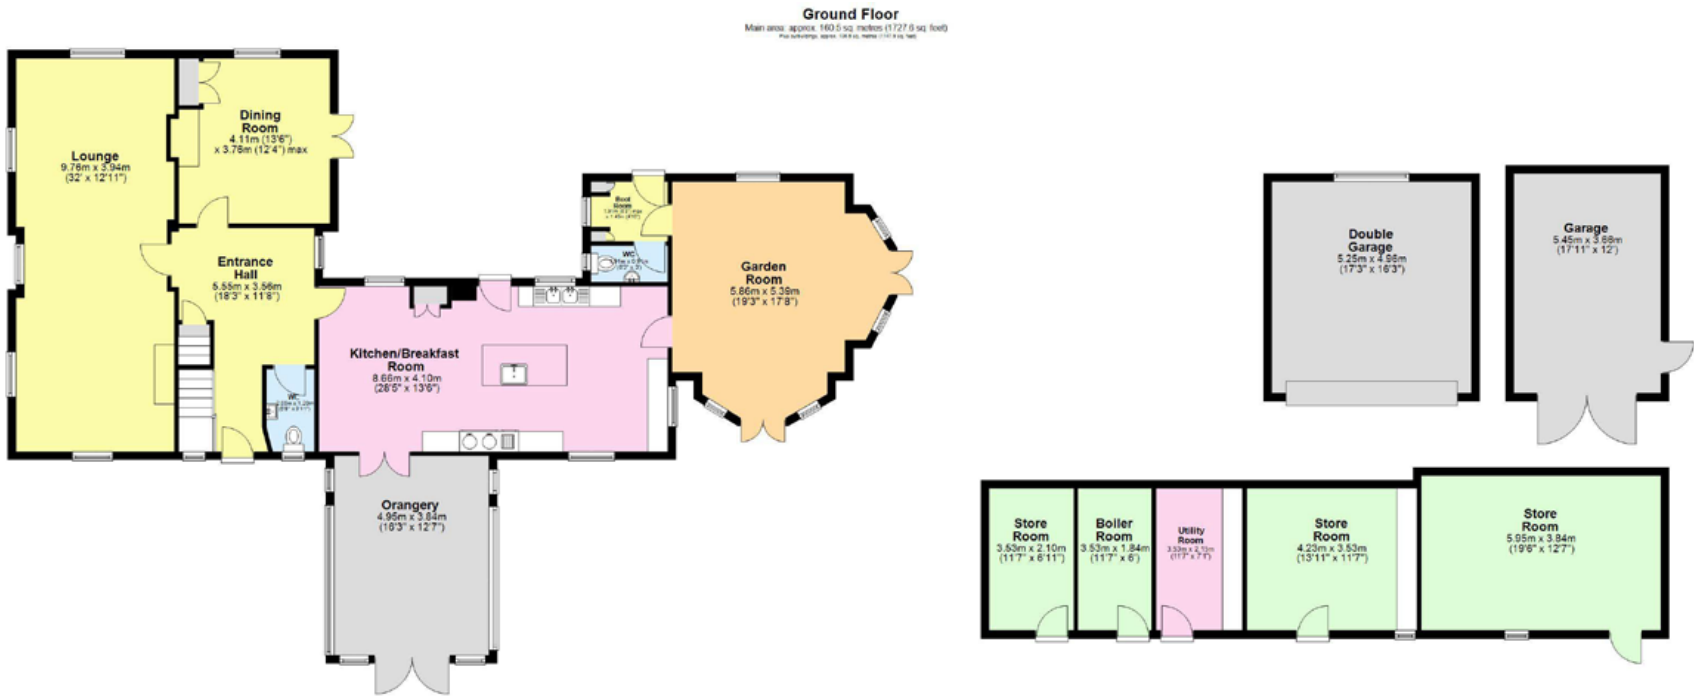 Ground Floor
Main area: approx. 160.5 sq. metres (1727.6 sq. feet)
Lounge
9.76m x 3.94m
(32' x 12'11")
Dining
Room
4.11m (13'6")
x 3.76m (12'4") max
Entrance
Hall
5.55m x 3.56m
(18'3" x 11'8")
WC
Kitchen/Breakfast
Room
8.66m x 4.10m
(28'5" x 13'6")
Boot
Room
WC
Garden
Room
5.86m x 5.39m
(19'3" x 17'8")
Orangery
4.95m x 3.84m
(16'3" x 12'7")
Double
Garage
5.25m x 4.96m
(17'3" x 16'3")
Garage
5.45m x 3.66m
(17'11" x 12')
Store
Room
3.53m x 2.10m
(11'7" x 6'11")
Boiler
Room
3.53m x 1.84m
(11'7" x 6')
Utility
Room
3.53m x 2.15m
(11'7" x 7'1")
Store
Room
4.23m x 3.53m
(13'11" x 11'7")
Store
Room
5.95m x 3.84m
(19'6" x 12'7")